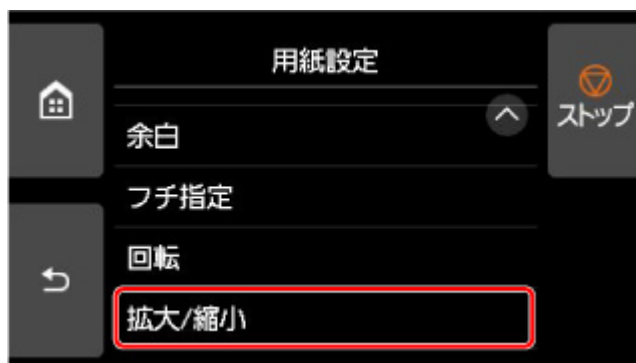 用紙設定
ストップ
余白
フチ指定
回転
拡大/縮小